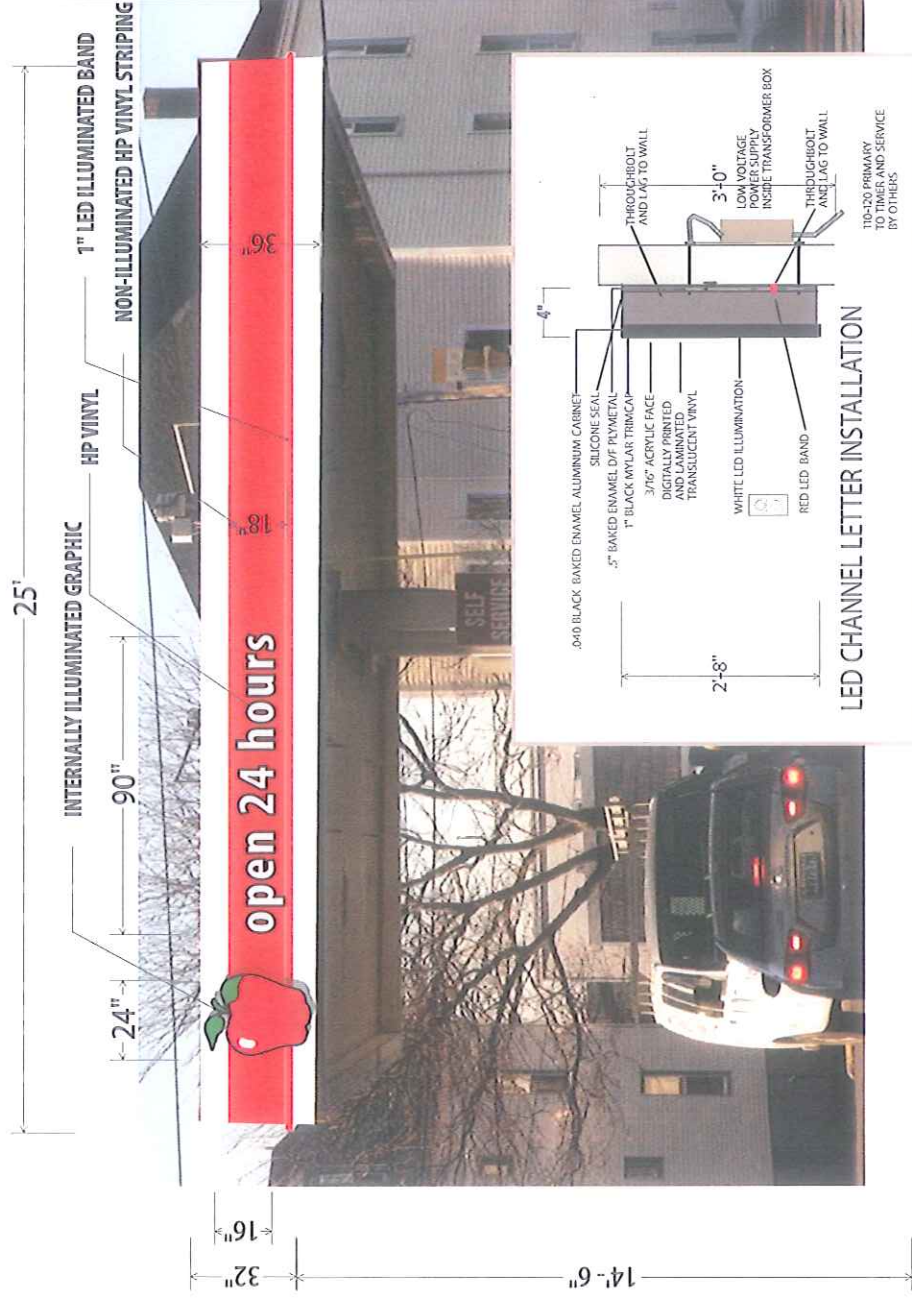 25'
INTERNALLY ILLUMINATED GRAPHIC
HP VINYL
1" LED ILLUMINATED BAND
NON-ILLUMINATED HP VINYL STRIPING
24"
90"
16"
32"
14'-6"
open 24 hours
18"
36"
SELF
SERVICE
4"
.040 BLACK BAKED ENAMEL ALUMINUM CABINET
SILICONE SEAL
.5" BAKED ENAMEL D/F PLYMETAL
1" BLACK MYLAR TRIMCAP
3/16" ACRYLIC FACE
DIGITALLY PRINTED
AND LAMINATED
TRANSLUCENT VINYL
WHITE LED ILLUMINATION
RED LED BAND
2'-8"
THROUGHBOLT
AND LAG TO WALL
3'-0"
LOW VOLTAGE
POWER SUPPLY
INSIDE TRANSFORMER BOX
THROUGHBOLT
AND LAG TO WALL
110-120 PRIMARY
TO TIMER AND SERVICE
BY OTHERS
LED CHANNEL LETTER INSTALLATION